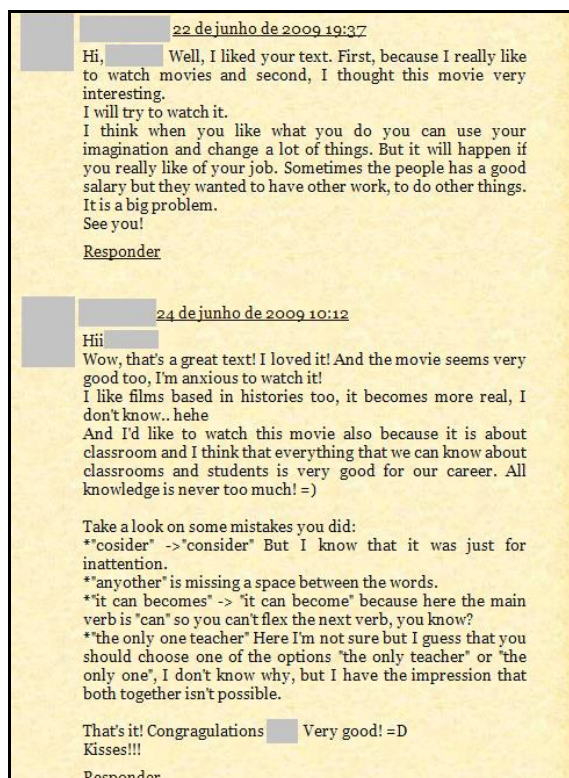 22 de junho de 2009 19:37
Hi, Well, I liked your text. First, because I really like
to watch movies and second, I thought this movie very
interesting.
I will try to watch it.
I think when you like what you do you can use your
imagination and change a lot of things. But it will happen if
you really like of your job. Sometimes the people has a good
salary but they wanted to have other work, to do other things.
It is a big problem.
See you!
Responder
24 de junho de 2009 10:12
Hii
Wow, that's a great text! I loved it! And the movie seems very
good too, I'm anxious to watch it!
I like films based in histories too, it becomes more real, I
don't know.. hehe
And I'd like to watch this movie also because it is about
classroom and I think that everything that we can know about
classrooms and students is very good for our career. All
knowledge is never too much! =)
Take a look on some mistakes you did:
*"cosider" ->"consider" But I know that it was just for
inattention.
*"anyother" is missing a space between the words.
*"it can becomes" -> "it can become" because here the main
verb is "can" so you can't flex the next verb, you know?
*"the only one teacher" Here I'm not sure but I guess that you
should choose one of the options "the only teacher" or "the
only one", I don't know why, but I have the impression that
both together isn't possible.
That's it! Congragulations Very good! =D
Kisses!!!
Responder